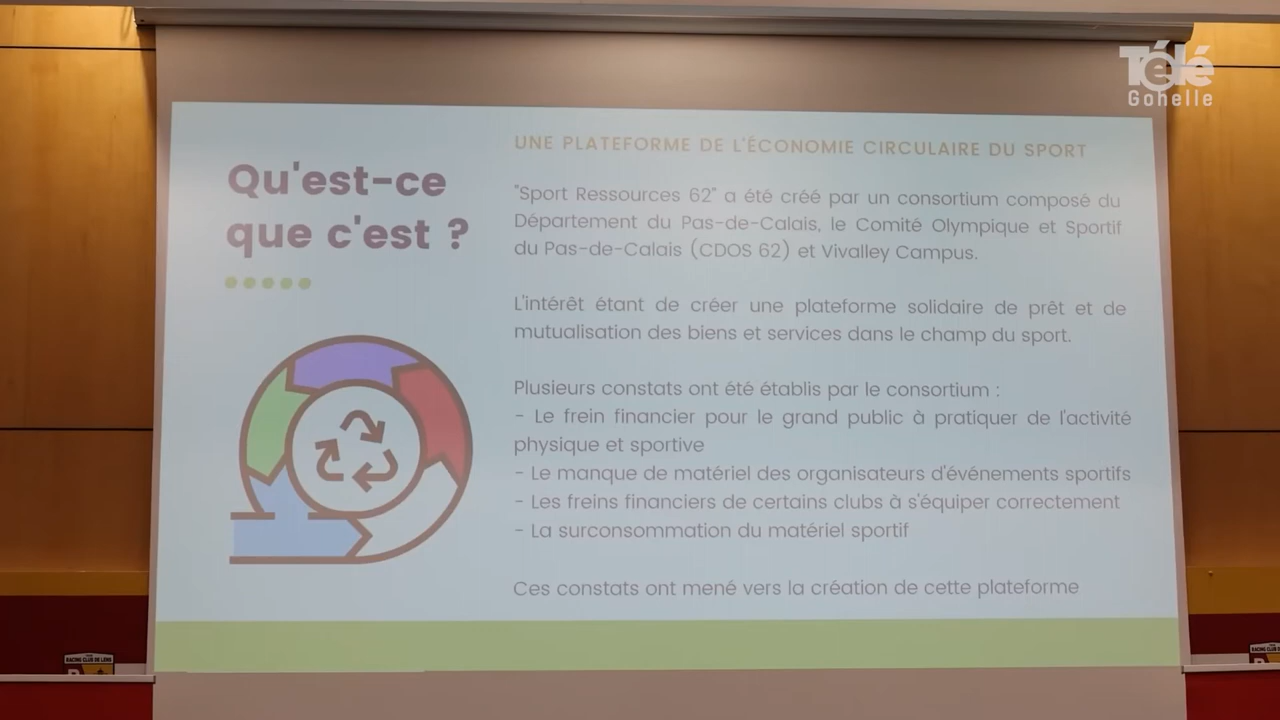 Télé
Gohelle
UNE PLATEFORME DE L'ÉCONOMIE CIRCULAIRE DU SPORT
Qu'est-ce
que c'est ?
"Sport Ressources 62" a été créé par un consortium composé du
Département du Pas-de-Calais, le Comité Olympique et Sportif
du Pas-de-Calais (CDOS 62) et Vivalley Campus.
L'intérêt étant de créer une plateforme solidaire de prêt et de
mutualisation des biens et services dans le champ du sport.
Plusieurs constats ont été établis par le consortium :
- Le frein financier pour le grand public à pratiquer de l'activité
physique et sportive
- Le manque de matériel des organisateurs d'événements sportifs
- Les freins financiers de certains clubs à s'équiper correctement
- La surconsommation du matériel sportif
Ces constats ont mené vers la création de cette plateforme
RACING CLUB DE LENS